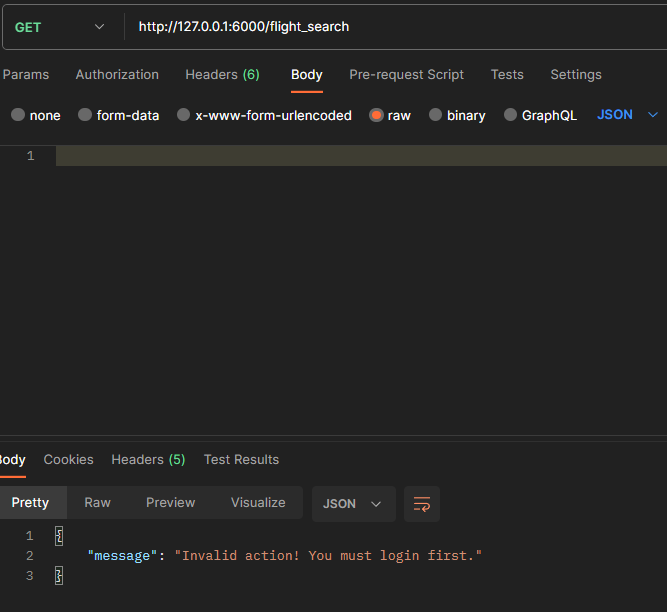 GET http://127.0.0.1:6000/flight_search
Params Authorization Headers (6) Body Pre-request Script Tests Settings
none form-data x-www-form-urlencoded raw binary GraphQL JSON
1
Body Cookies Headers (5) Test Results
Pretty Raw Preview Visualize JSON
1 {
2 "message": "Invalid action! You must login first."
3 }